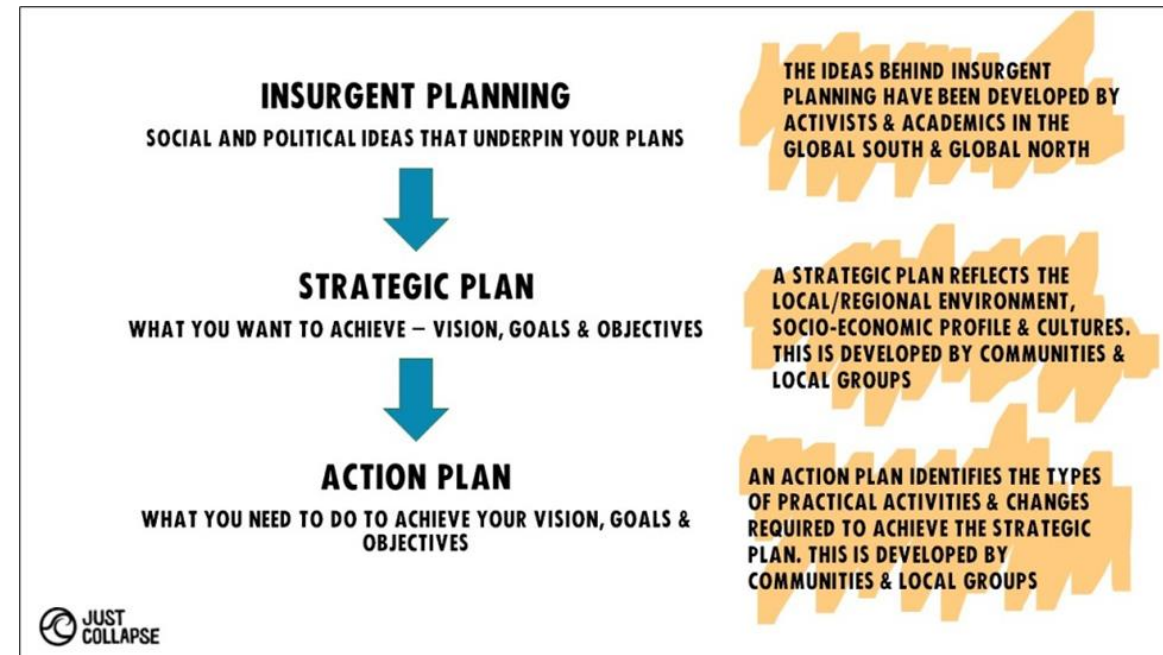 INSURGENT PLANNING
SOCIAL AND POLITICAL IDEAS THAT UNDERPIN YOUR PLANS
THE IDEAS BEHIND INSURGENT
PLANNING HAVE BEEN DEVELOPED BY
ACTIVISTS & ACADEMICS IN THE
GLOBAL SOUTH & GLOBAL NORTH
STRATEGIC PLAN
WHAT YOU WANT TO ACHIEVE – VISION, GOALS & OBJECTIVES
A STRATEGIC PLAN REFLECTS THE
LOCAL/REGIONAL ENVIRONMENT,
SOCIO-ECONOMIC PROFILE & CULTURES.
THIS IS DEVELOPED BY COMMUNITIES &
LOCAL GROUPS
ACTION PLAN
WHAT YOU NEED TO DO TO ACHIEVE YOUR VISION, GOALS &
OBJECTIVES
AN ACTION PLAN IDENTIFIES THE TYPES
OF PRACTICAL ACTIVITIES & CHANGES
REQUIRED TO ACHIEVE THE STRATEGIC
PLAN. THIS IS DEVELOPED BY
COMMUNITIES & LOCAL GROUPS
JUST
COLLAPSE